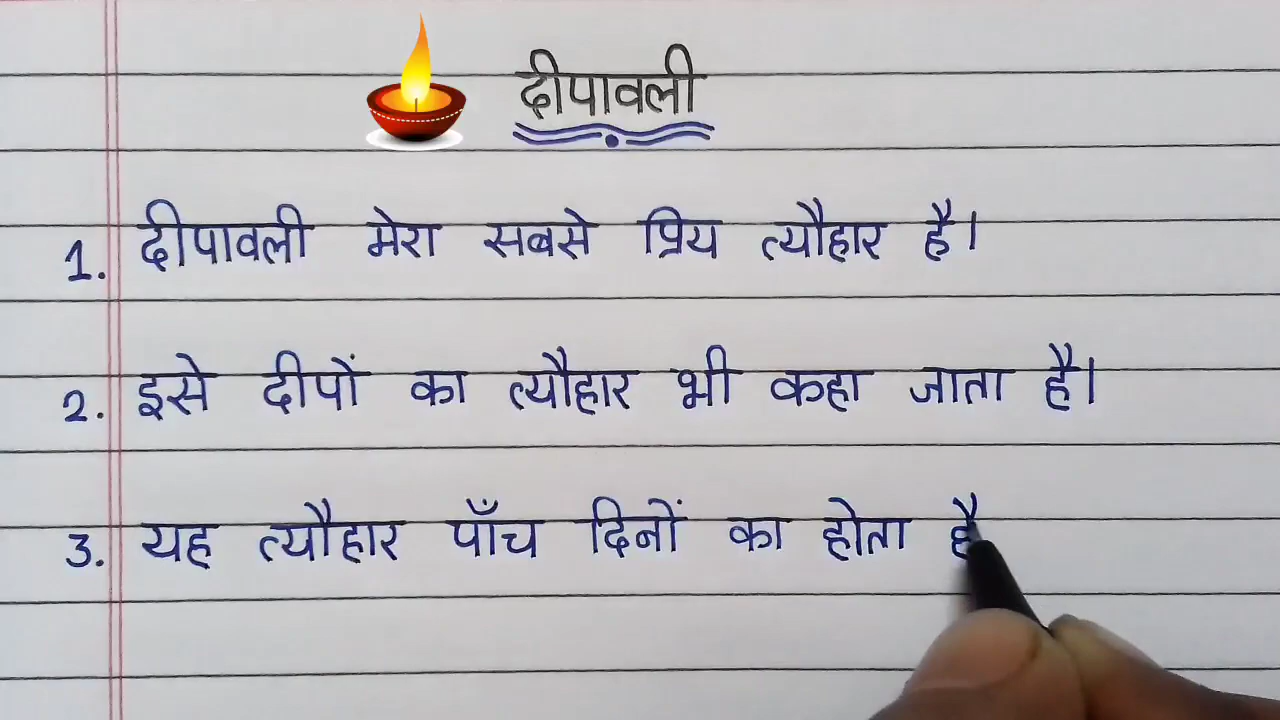 दीपावली
1. दीपावली मेरा सबसे प्रिय त्यौहार है।
2. इसे दीपों का त्यौहार भी कहा जाता है।
3. यह त्यौहार पाँच दिनों का होता है